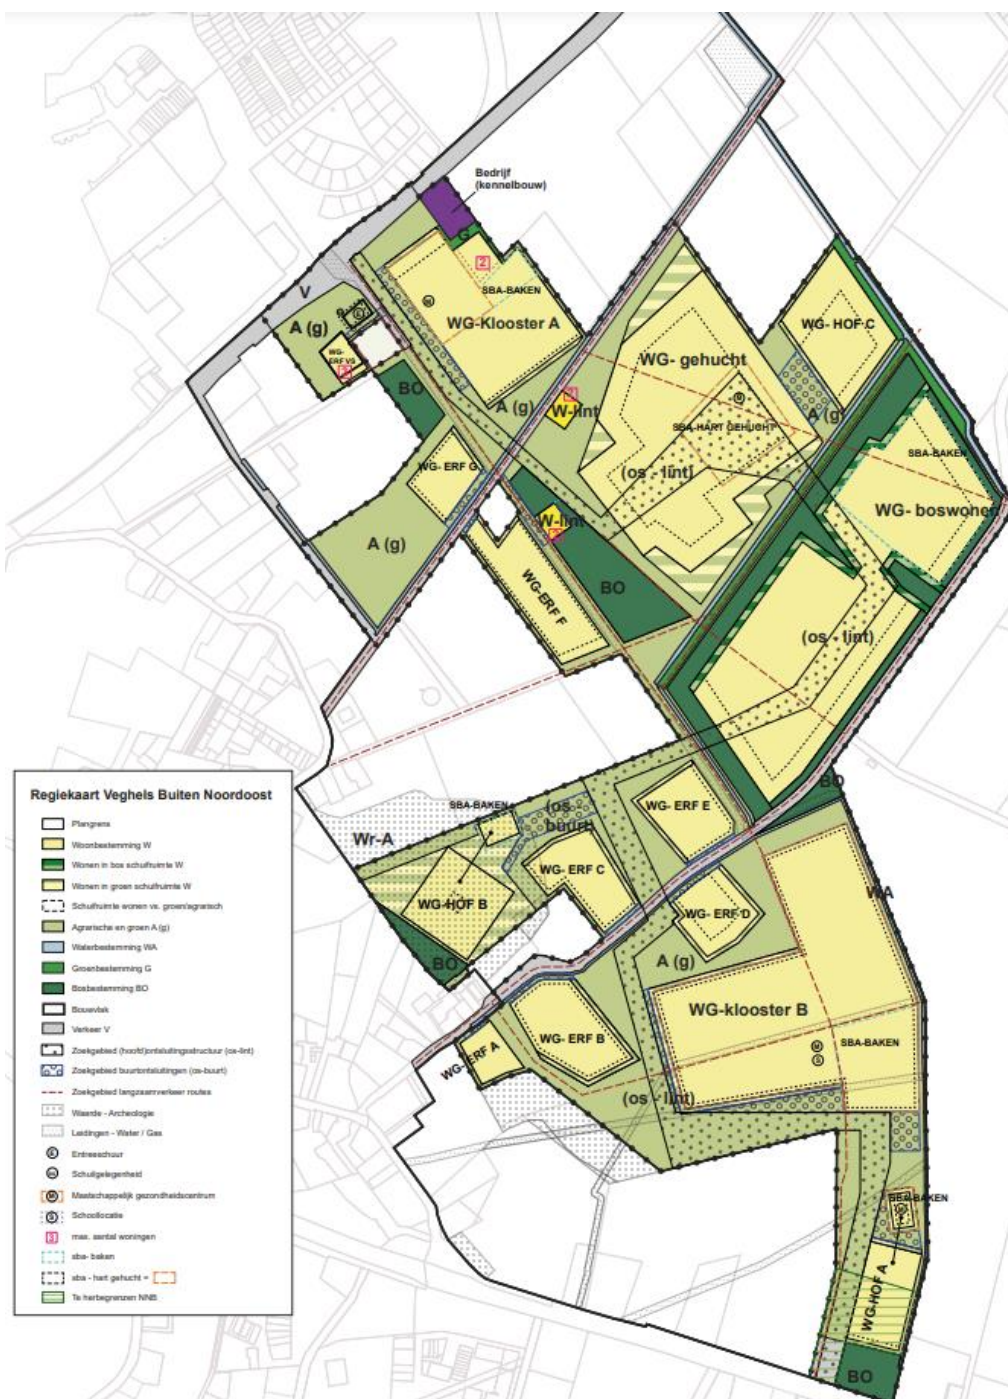 Bedrijf
(kennelbouw)
G
2
SBA-BAKEN
V
M
WG-Klooster A
A (g)
E
WG-
ERF VS
3
WG- HOF C
WG- gehucht
BO
A (g)
W-lint
S
SBA-HART GEHUCHT
A (g)
SBA-BAKEN
WG- ERF G
(os - lint)
WG- boswonen
W-lint
A (g)
BO
WG-ERF F
(os - lint)
BO
SBA-BAKEN
(os
buurt)
WG- ERF E
Wr-A
WG- ERF C
WG-HOF B
WA
WG- ERF D
BO
A (g)
WG-klooster B
WG- ERF B
M
S
SBA-BAKEN
WG- ERF A
(os - lint)
SBA-BAKEN
WG-HOF A
BO
Regiekaart Veghels Buiten Noordoost
Plangrens
Woonbestemming W
Wonen in bos schuifruimte W
Wonen in groen schuifruimte W
Schuifruimte wonen vs. groen/agrarisch
Agrarische en groen A (g)
Waterbestemming WA
Groenbestemming G
Bosbestemming BO
Bouwvlak
Verkeer V
Zoekgebied (hoofd)ontsluitingsstructuur (os-lint)
Zoekgebied buurtontsluitingen (os-buurt)
Zoekgebied langzaamverkeer routes
Waarde - Archeologie
Leidingen - Water / Gas
E Entreeschuur
Schuilgelegenheid
M Maatschappelijk gezondheidscentrum
S Schoollocatie
3 max. aantal woningen
sba- baken
sba - hart gehucht =
Te herbegrenzen NNB